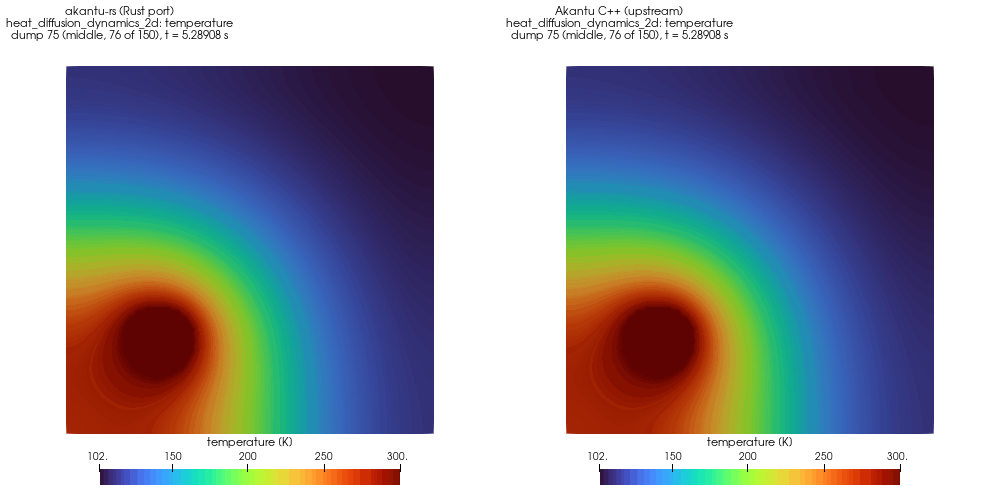 akantu-rs (Rust port)
heat_diffusion_dynamics_2d: temperature
dump 75 (middle, 76 of 150), t = 5.28908 s
temperature (K)
102. 150 200 250 300.
Akantu C++ (upstream)
heat_diffusion_dynamics_2d: temperature
dump 75 (middle, 76 of 150), t = 5.28908 s
temperature (K)
102. 150 200 250 300.